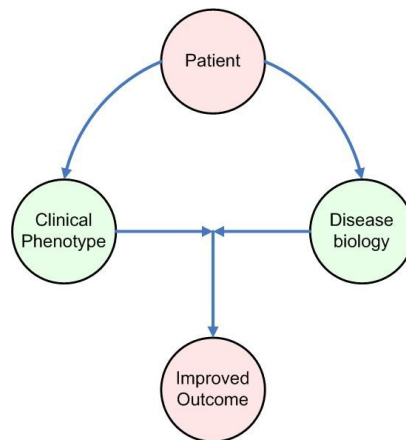 Patient
Clinical
Phenotype
Disease
biology
Improved
Outcome